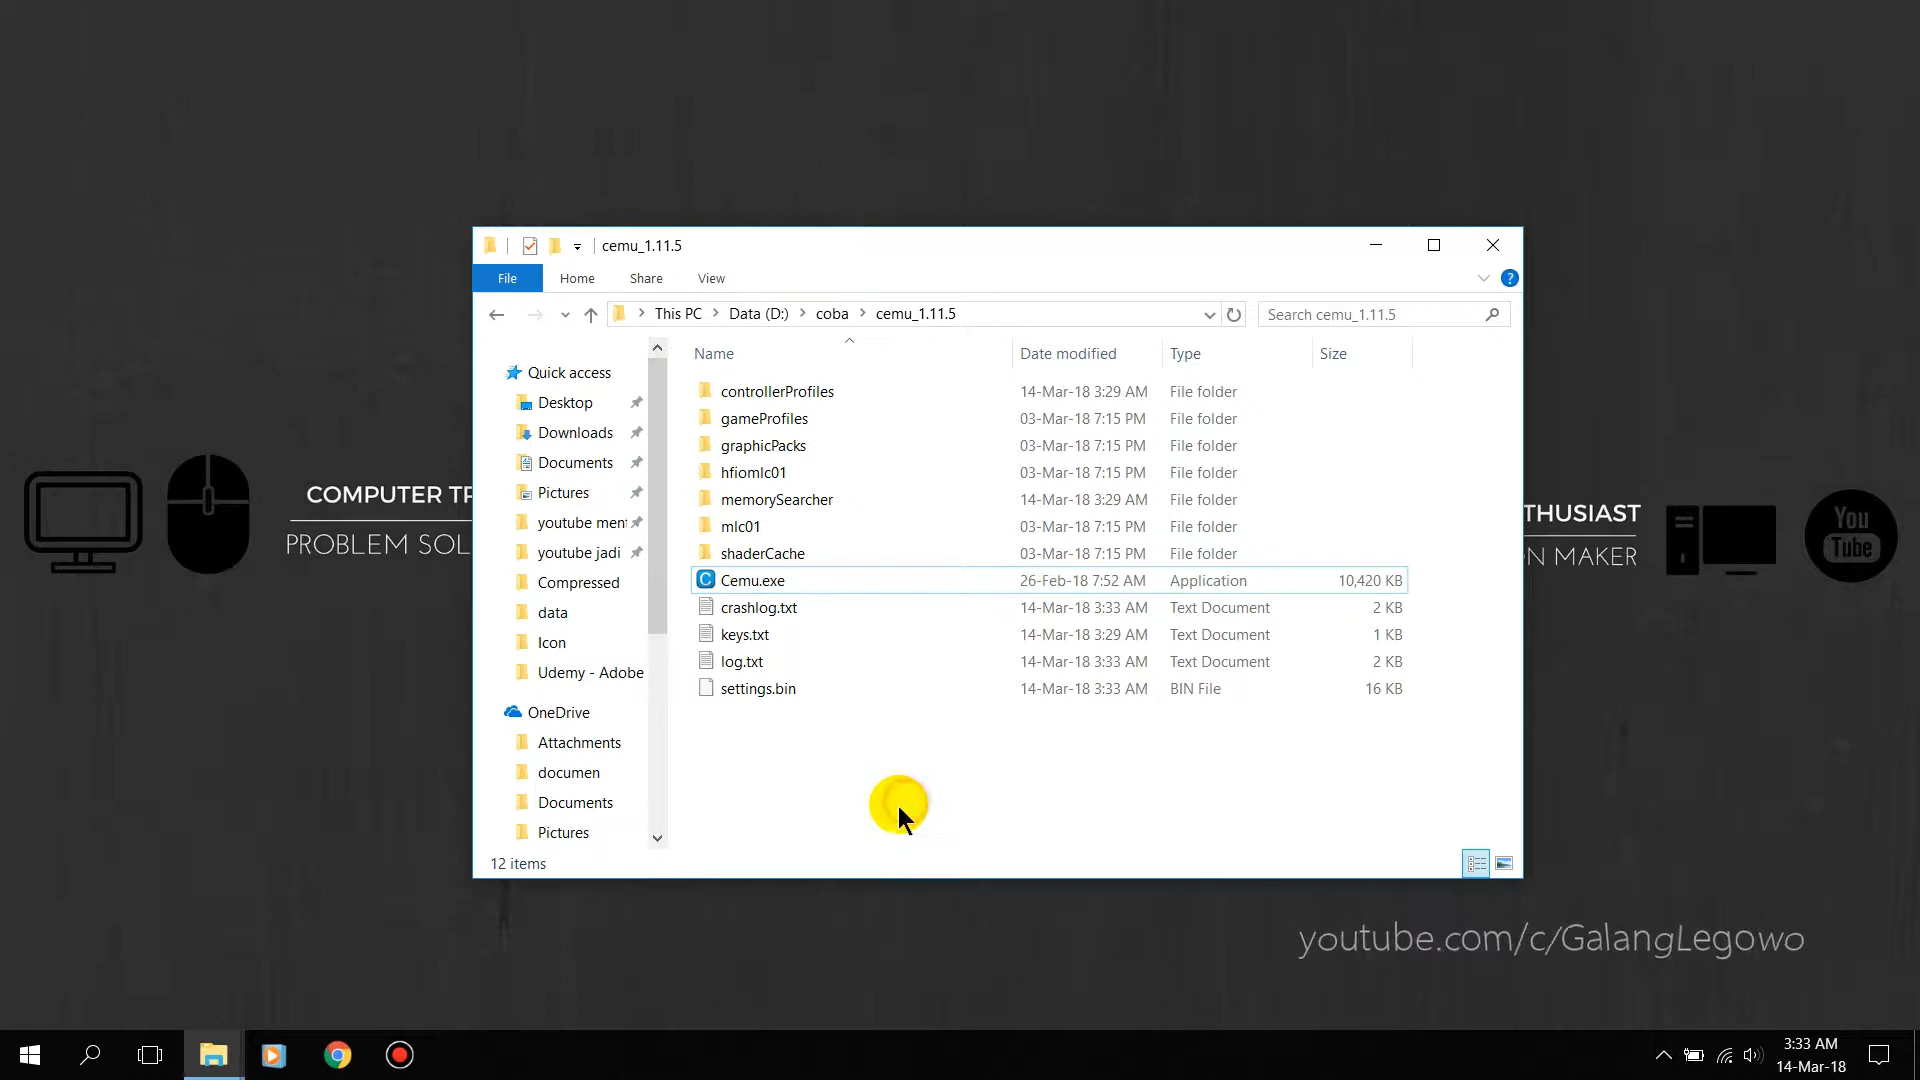 cemu_1.11.5
File Home Share View
This PC Data (D:) coba cemu_1.11.5
Search cemu_1.11.5
Name Date modified Type Size
Quick access
Desktop
Downloads
Documents
Pictures
youtube ment
youtube jadi
Compressed
data
Icon
Udemy - Adobe
OneDrive
Attachments
documen
Documents
Pictures
controllerProfiles 14-Mar-18 3:29 AM File folder
gameProfiles 03-Mar-18 7:15 PM File folder
graphicPacks 03-Mar-18 7:15 PM File folder
hfiomlc01 03-Mar-18 7:15 PM File folder
memorySearcher 14-Mar-18 3:29 AM File folder
mlc01 03-Mar-18 7:15 PM File folder
shaderCache 03-Mar-18 7:15 PM File folder
Cemu.exe 26-Feb-18 7:52 AM Application 10,420 KB
crashlog.txt 14-Mar-18 3:33 AM Text Document 2 KB
keys.txt 14-Mar-18 3:29 AM Text Document 1 KB
log.txt 14-Mar-18 3:33 AM Text Document 2 KB
settings.bin 14-Mar-18 3:33 AM BIN File 16 KB
12 items
COMPUTER TR
PROBLEM SOL
THUSIAST
N MAKER
You
Tube
youtube.com/c/GalangLegowo
3:33 AM
14-Mar-18